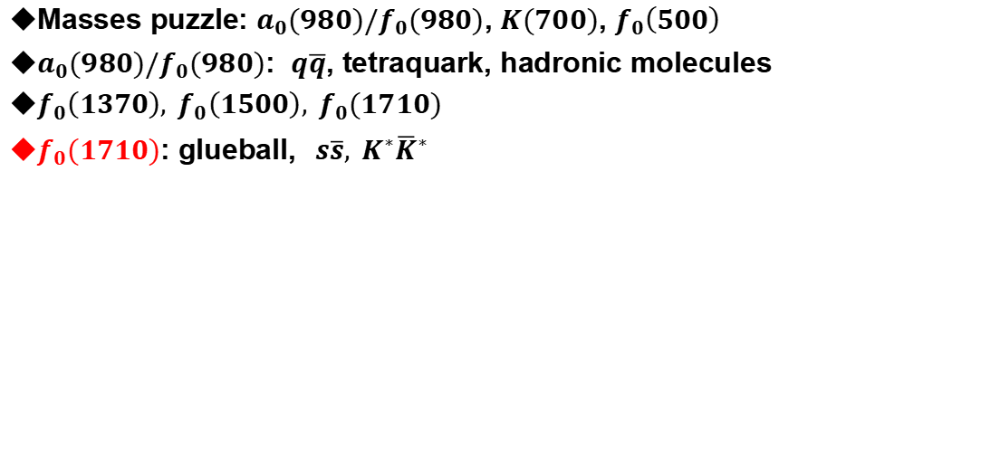 ◆Masses puzzle: a₀(980)/f₀(980), K(700), f₀(500)
◆a₀(980)/f₀(980): qq̅, tetraquark, hadronic molecules
◆f₀(1370), f₀(1500), f₀(1710)
◆f₀(1710): glueball, ss̅, K*K̅*